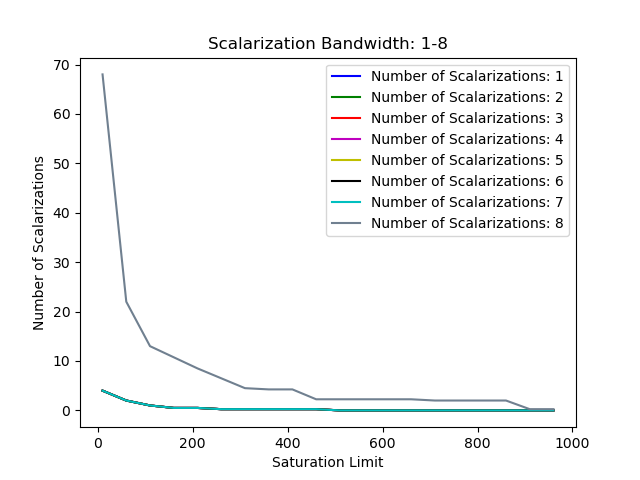 Scalarization Bandwidth: 1-8
Number of Scalarizations: 1
Number of Scalarizations: 2
Number of Scalarizations: 3
Number of Scalarizations: 4
Number of Scalarizations: 5
Number of Scalarizations: 6
Number of Scalarizations: 7
Number of Scalarizations: 8
Number of Scalarizations
70
60
50
40
30
20
10
0
0 200 400 600 800 1000
Saturation Limit